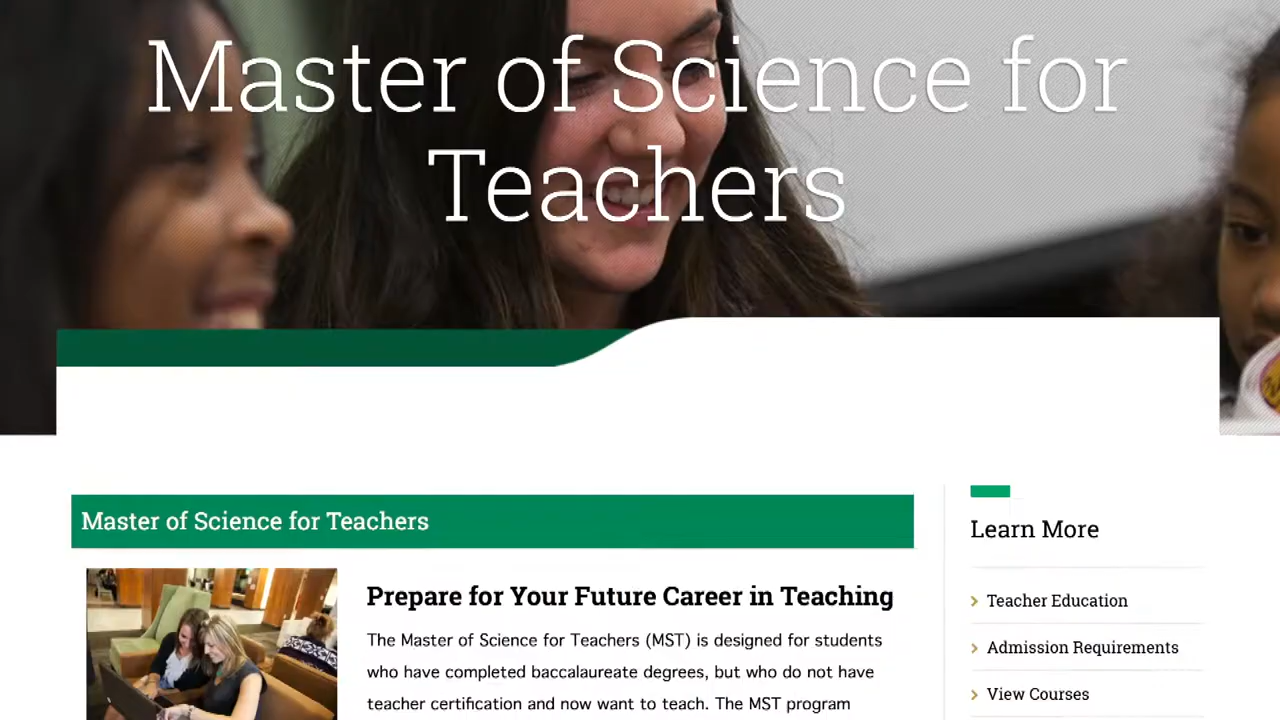 Master of Science for
Teachers
Master of Science for Teachers
Prepare for Your Future Career in Teaching
The Master of Science for Teachers (MST) is designed for students
who have completed baccalaureate degrees, but who do not have
teacher certification and now want to teach. The MST program
Learn More
Teacher Education
Admission Requirements
View Courses